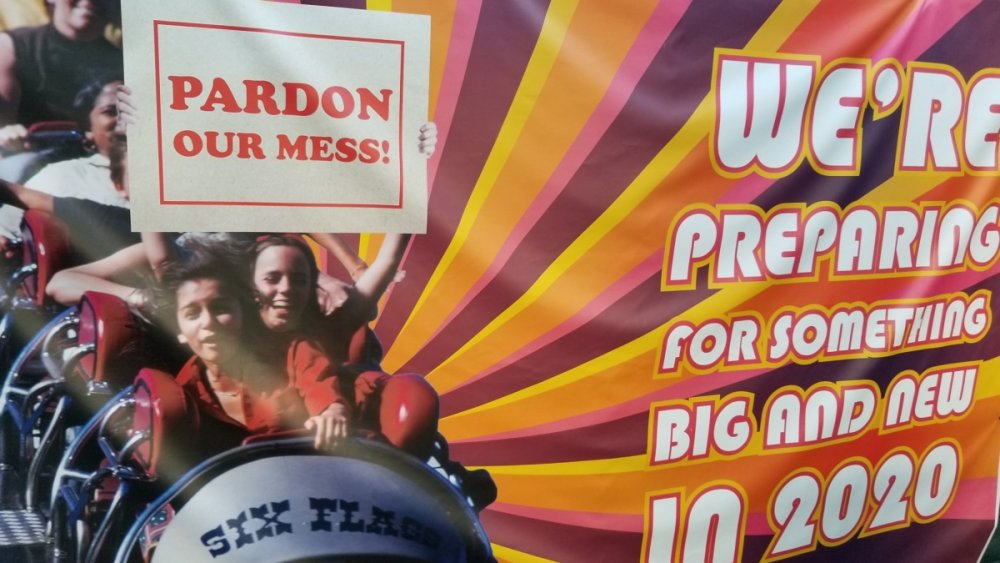 PARDON
OUR MESS!
WE'RE
PREPARING
FOR SOMETHING
BIG AND NEW
IN 2020
SIX FLAGS